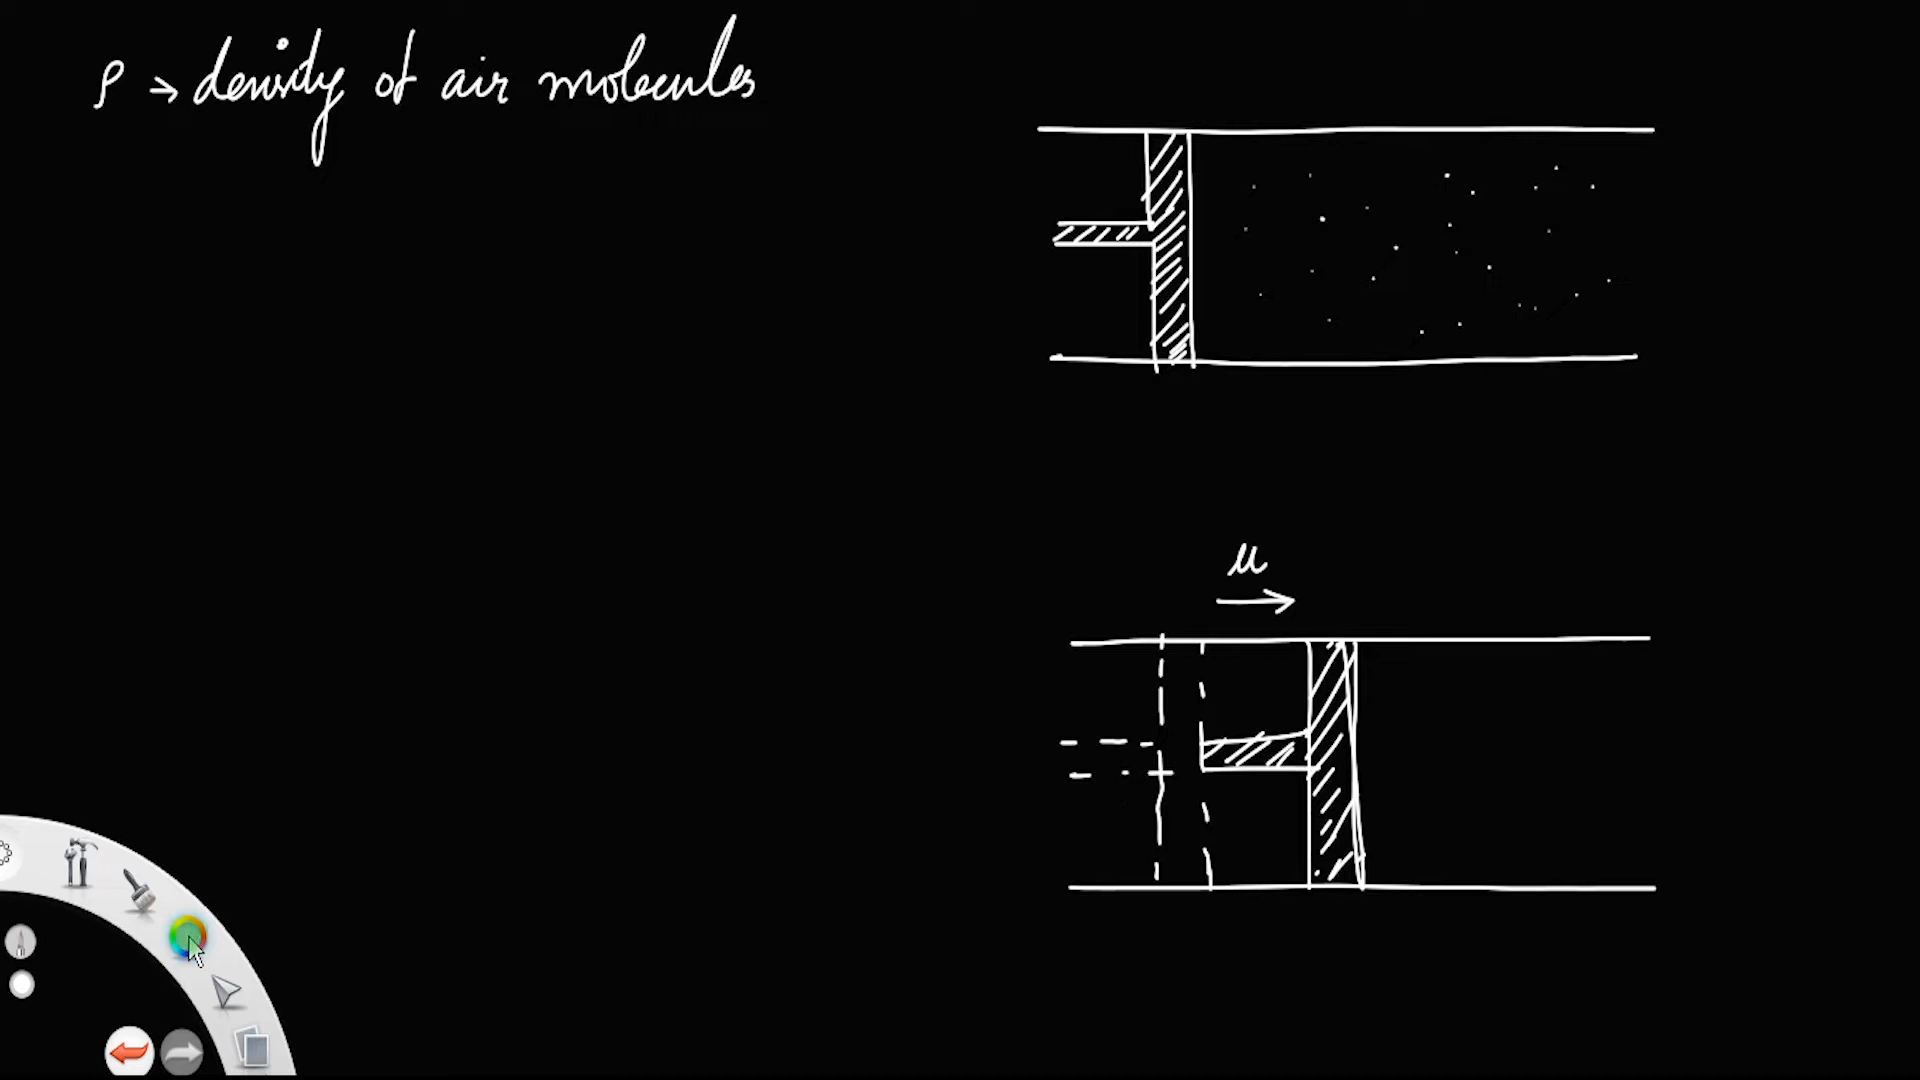 ρ → density of air molecules
u